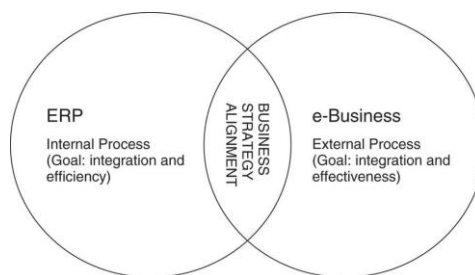 ERP
Internal Process
(Goal: integration and
efficiency)
BUSINESS
STRATEGY
ALIGNMENT
e-Business
External Process
(Goal: integration and
effectiveness)